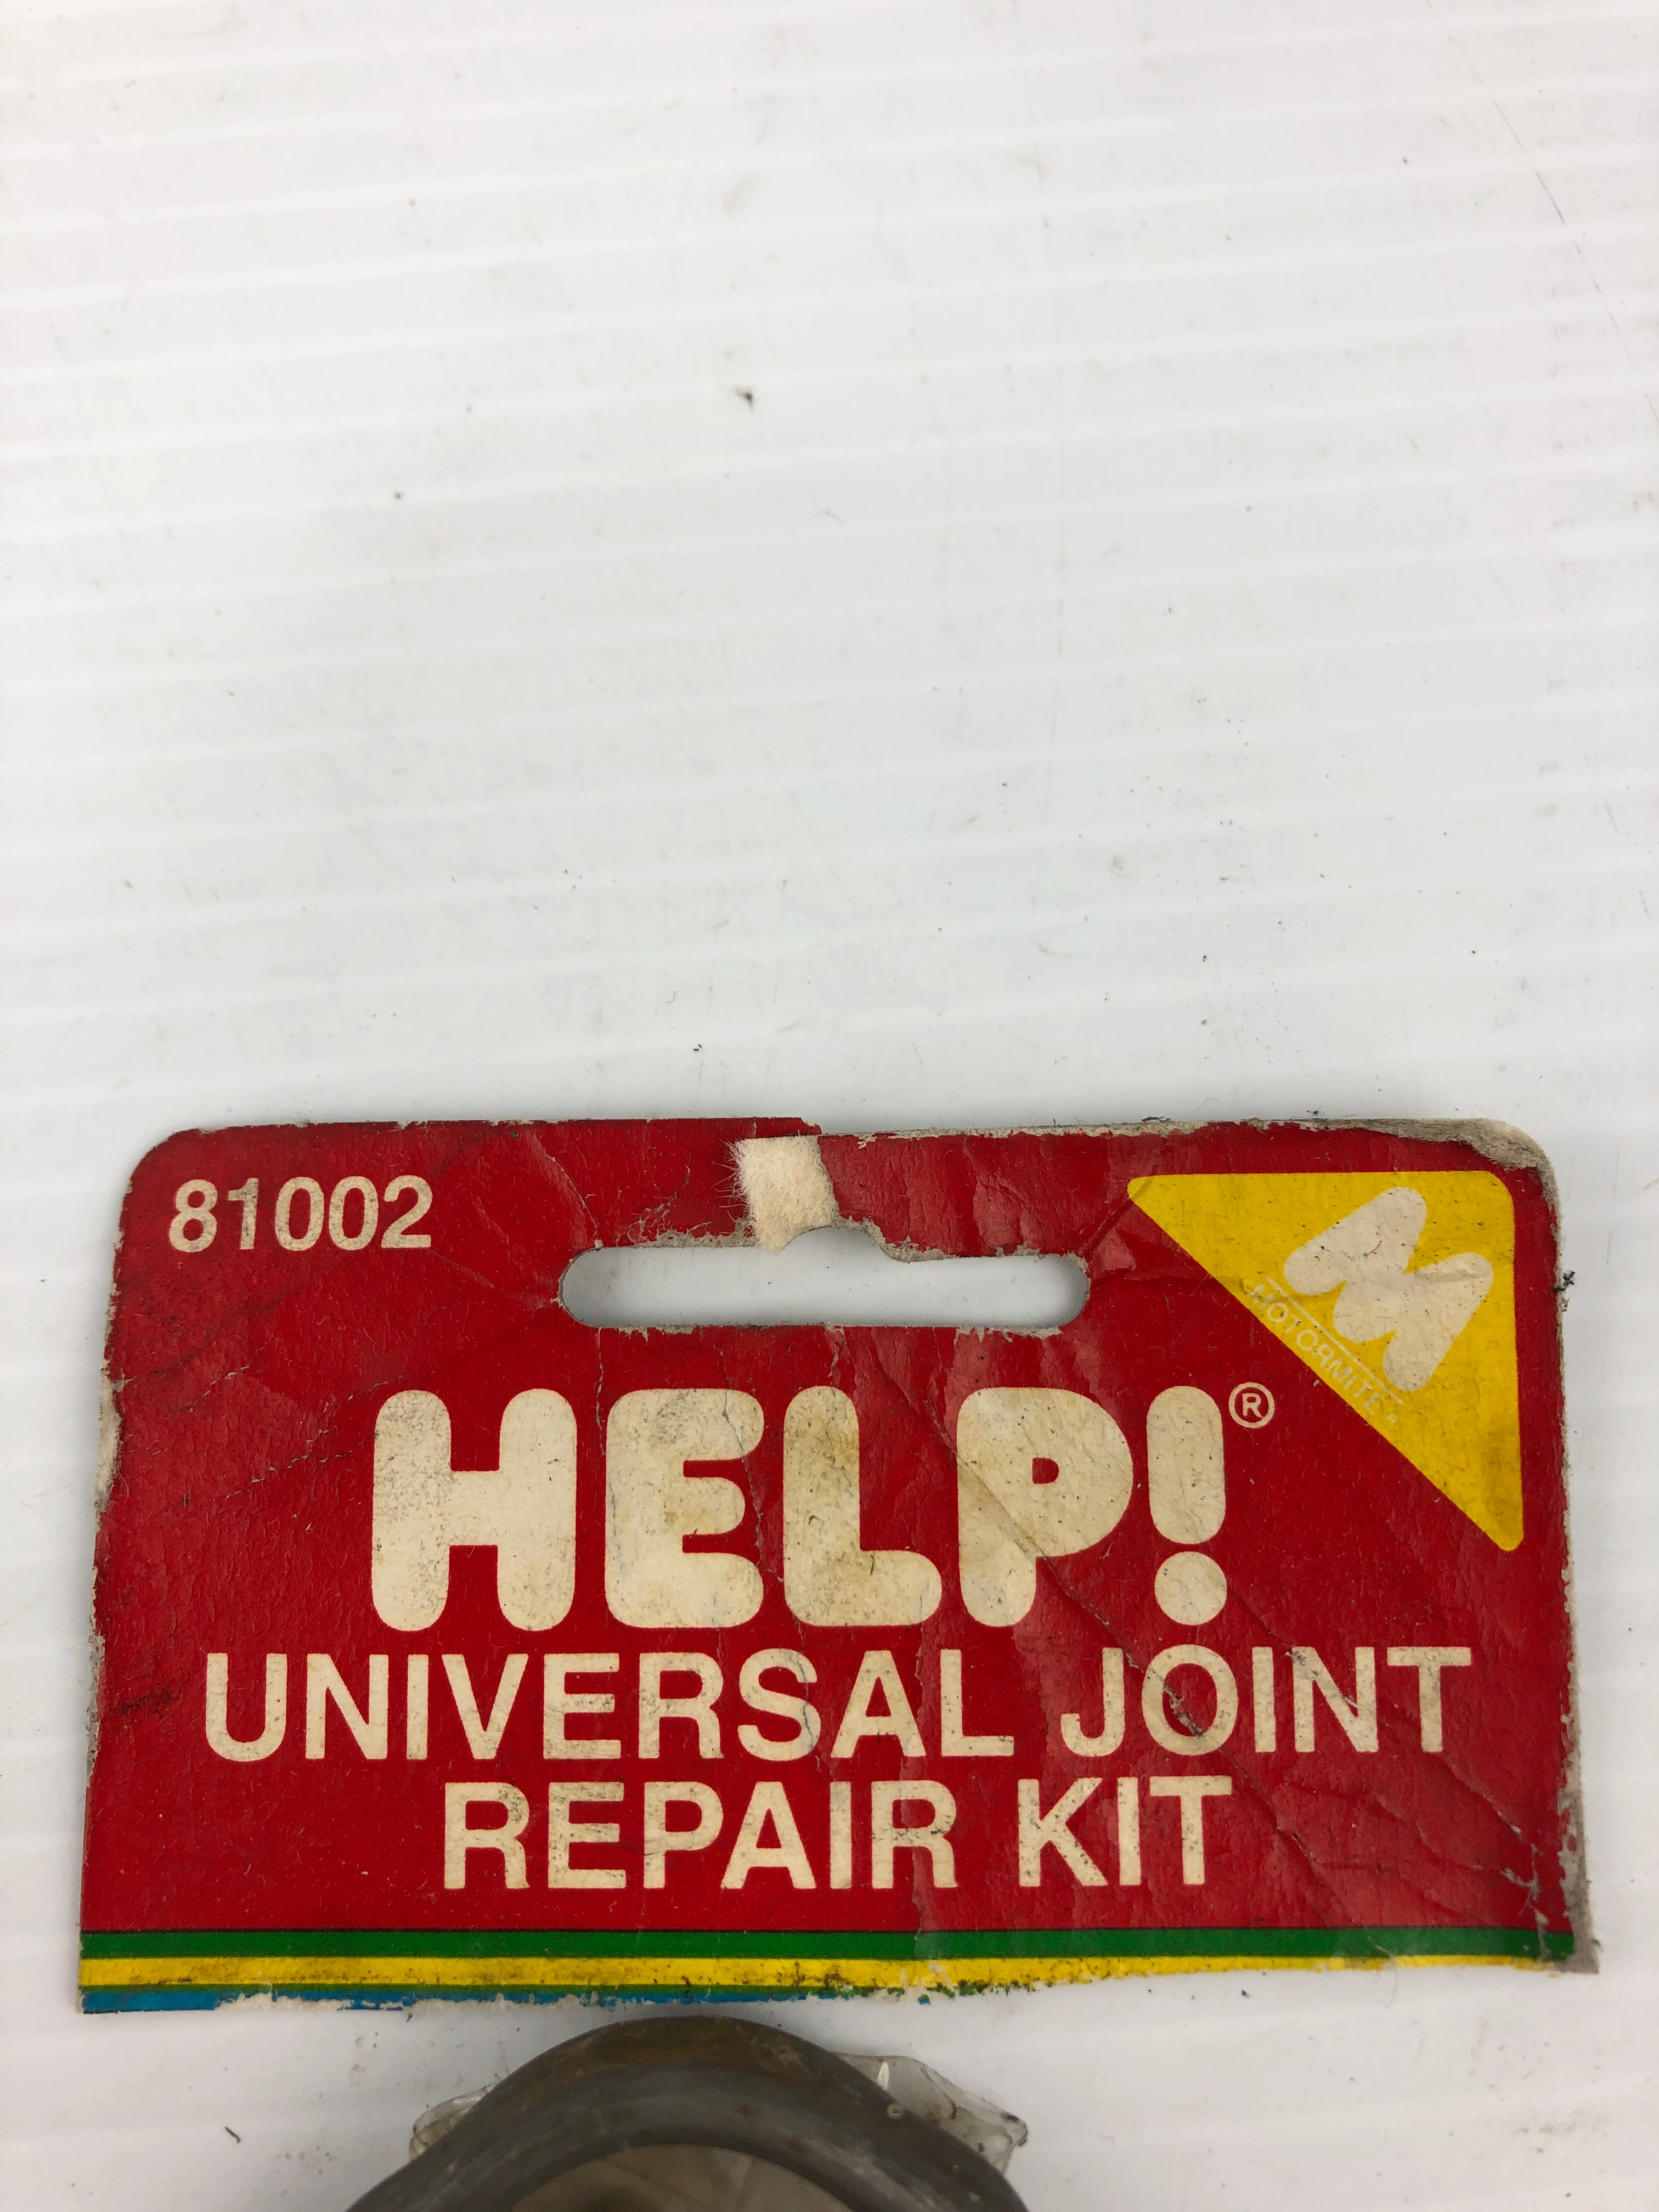 81002
M
MOTORMITE®
HELP!®
UNIVERSAL JOINT
REPAIR KIT